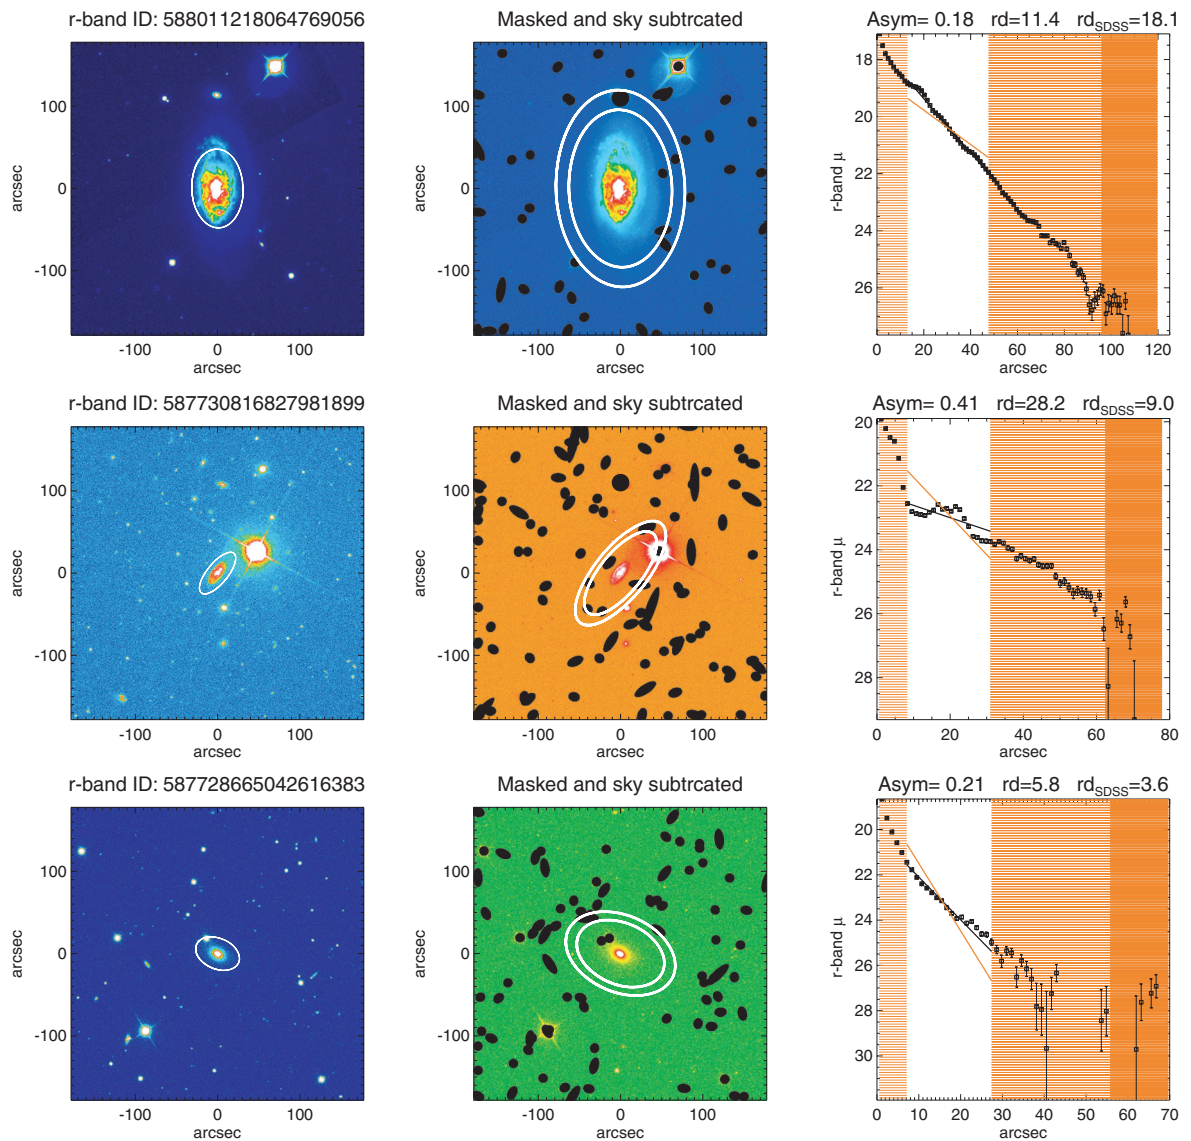 r-band ID: 588011218064769056
Masked and sky subtrcated
Asym= 0.18 rd=11.4 rd_SDSS=18.1
100
0
-100
arcsec
-100 0 100
arcsec
100
0
-100
arcsec
-100 0 100
arcsec
18
20
22
24
26
r-band μ
0 20 40 60 80 100 120
arcsec
r-band ID: 587730816827981899
Masked and sky subtrcated
Asym= 0.41 rd=28.2 rd_SDSS=9.0
100
0
-100
arcsec
-100 0 100
arcsec
100
0
-100
arcsec
-100 0 100
arcsec
20
22
24
26
28
r-band μ
0 20 40 60 80
arcsec
r-band ID: 587728665042616383
Masked and sky subtrcated
Asym= 0.21 rd=5.8 rd_SDSS=3.6
100
0
-100
arcsec
-100 0 100
arcsec
100
0
-100
arcsec
-100 0 100
arcsec
20
22
24
26
28
30
r-band μ
0 10 20 30 40 50 60 70
arcsec